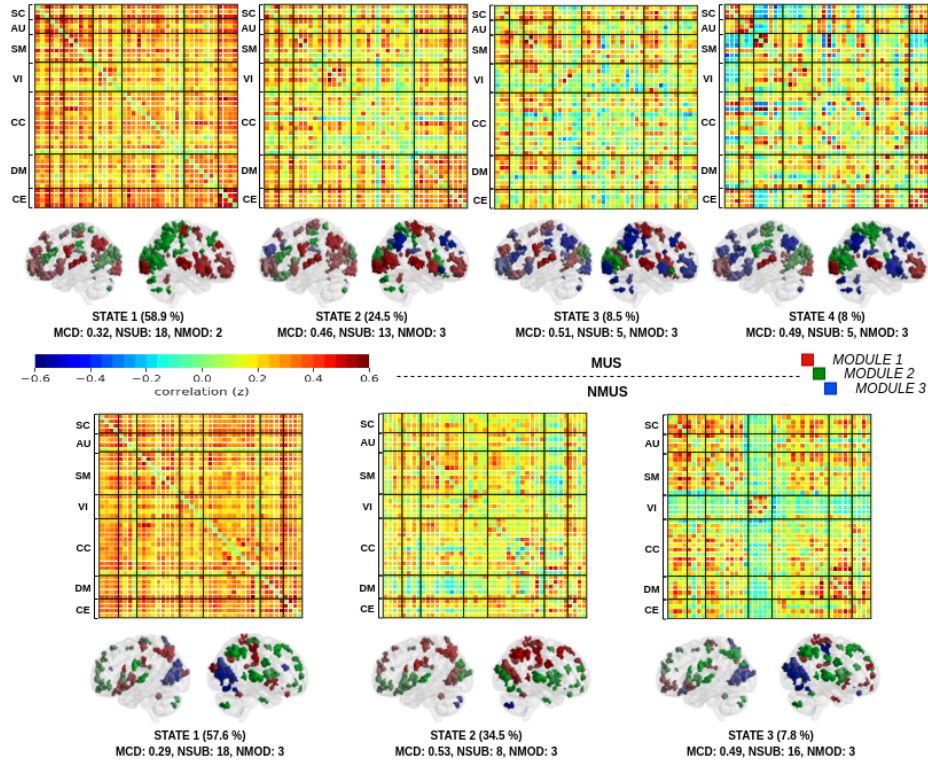 SC
AU
SM
VI
CC
DM
CE
SC
AU
SM
VI
CC
DM
CE
SC
AU
SM
VI
CC
DM
CE
SC
AU
SM
VI
CC
DM
CE
STATE 1 (58.9 %)
MCD: 0.32, NSUB: 18, NMOD: 2
STATE 2 (24.5 %)
MCD: 0.46, NSUB: 13, NMOD: 3
STATE 3 (8.5 %)
MCD: 0.51, NSUB: 5, NMOD: 3
STATE 4 (8 %)
MCD: 0.49, NSUB: 5, NMOD: 3
−0.6 −0.4 −0.2 0.0 0.2 0.4 0.6
correlation (z)
MUS
NMUS
MODULE 1
MODULE 2
MODULE 3
SC
AU
SM
VI
CC
DM
CE
SC
AU
SM
VI
CC
DM
CE
SC
AU
SM
VI
CC
DM
CE
STATE 1 (57.6 %)
MCD: 0.29, NSUB: 18, NMOD: 3
STATE 2 (34.5 %)
MCD: 0.53, NSUB: 8, NMOD: 3
STATE 3 (7.8 %)
MCD: 0.49, NSUB: 16, NMOD: 3